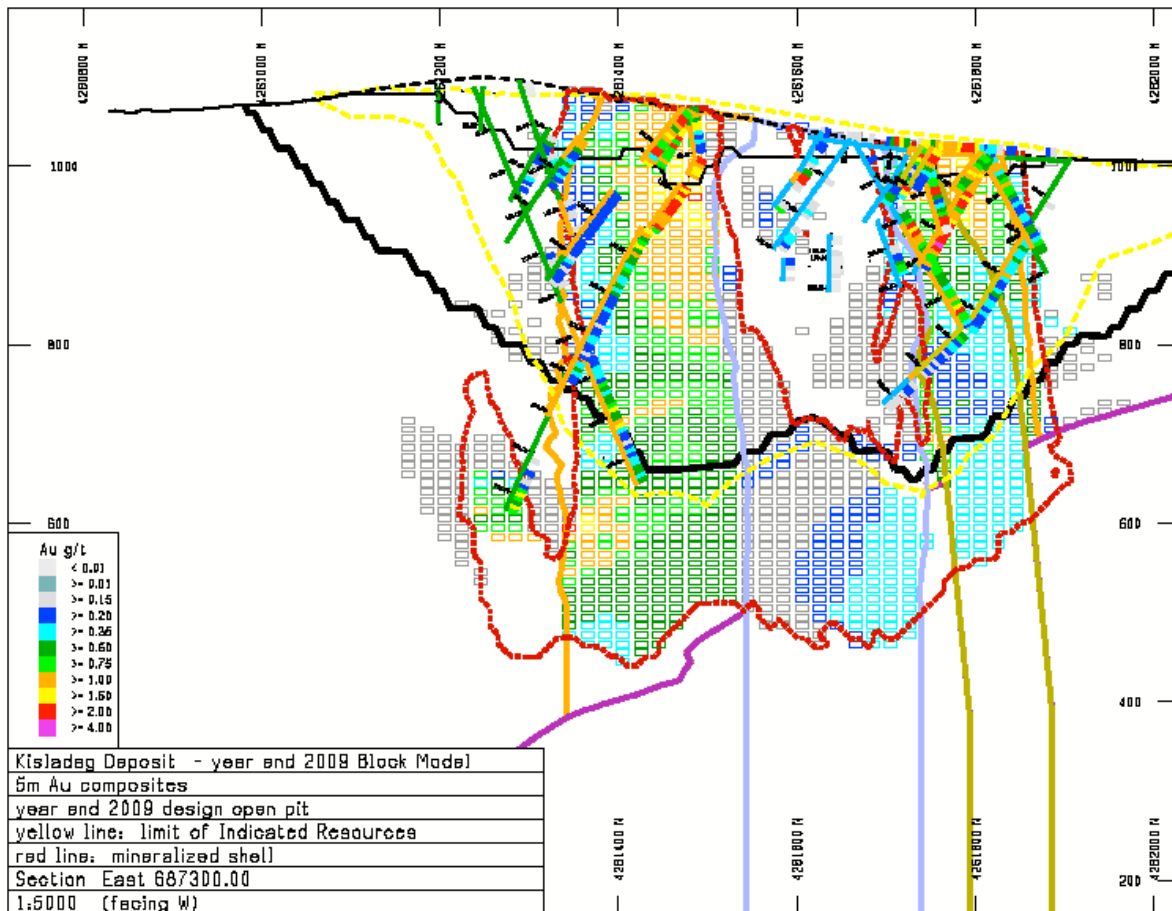 4280800 N
4281000 N
4281200 N
4281400 N
4281600 N
4281800 N
4282000 N
1000
1000
800
800
600
400
200
Au g/t
< 0.01
>= 0.01
>= 0.15
>= 0.20
>= 0.35
>= 0.50
>= 0.75
>= 1.00
>= 1.50
>= 2.00
>= 4.00
Kisladag Deposit - year end 2009 Block Model
5m Au composites
year end 2009 design open pit
yellow line: limit of Indicated Resources
red line: mineralized shell
Section East 687300.00
1:5000 (facing W)
4281400 N
4281600 N
4281800 N
4282000 N